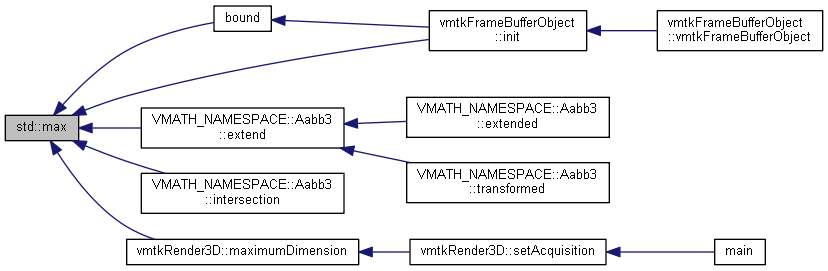 bound
vmtkFrameBufferObject
::init
vmtkFrameBufferObject
::vmtkFrameBufferObject
std::max
VMATH_NAMESPACE::Aabb3
::extend
VMATH_NAMESPACE::Aabb3
::extended
VMATH_NAMESPACE::Aabb3
::transformed
VMATH_NAMESPACE::Aabb3
::intersection
vmtkRender3D::maximumDimension
vmtkRender3D::setAcquisition
main